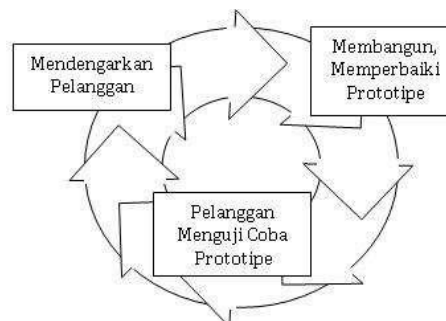 Mendengarkan
Pelanggan
Membangun,
Memperbaiki
Prototipe
Pelanggan
Menguji Coba
Prototipe